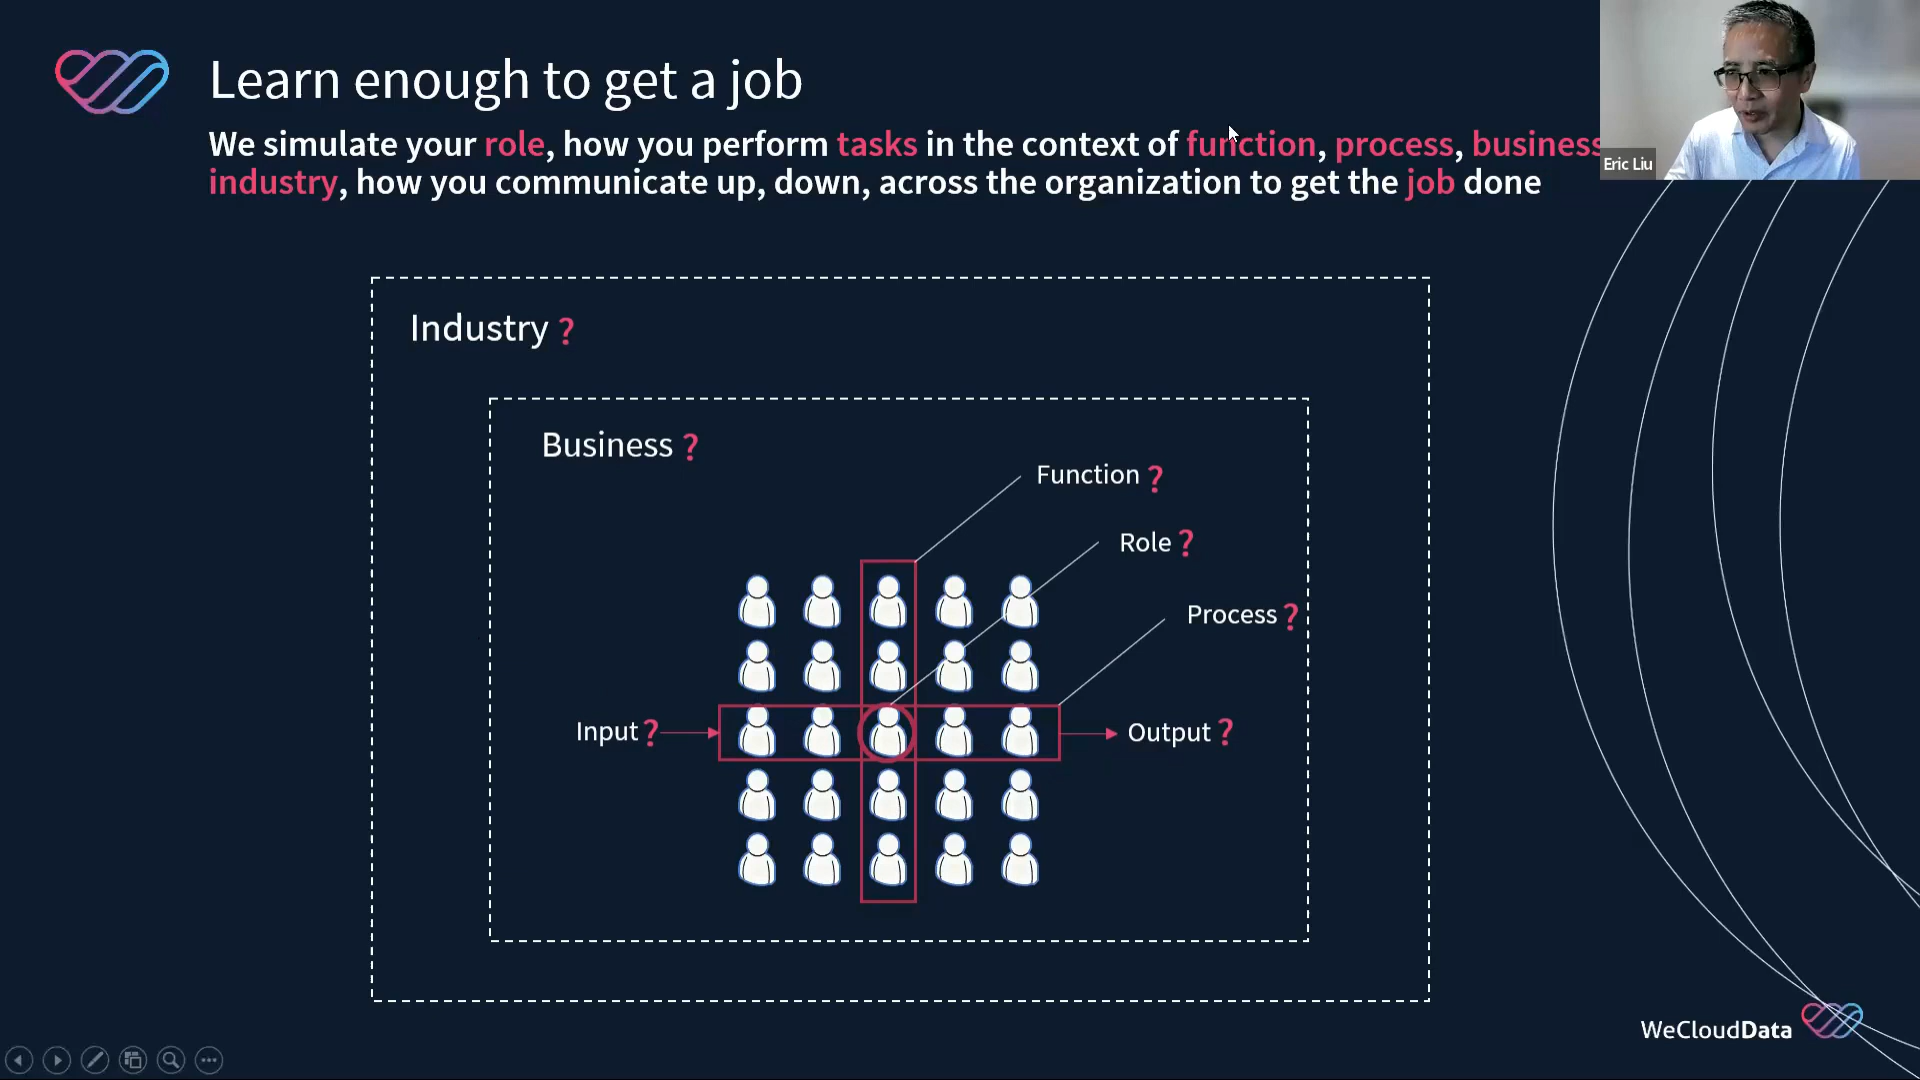 Learn enough to get a job
We simulate your role, how you perform tasks in the context of function, process, business
industry, how you communicate up, down, across the organization to get the job done
Eric Liu
Industry ?
Business ?
Function ?
Role ?
Process ?
Input ?
Output ?
WeCloudData